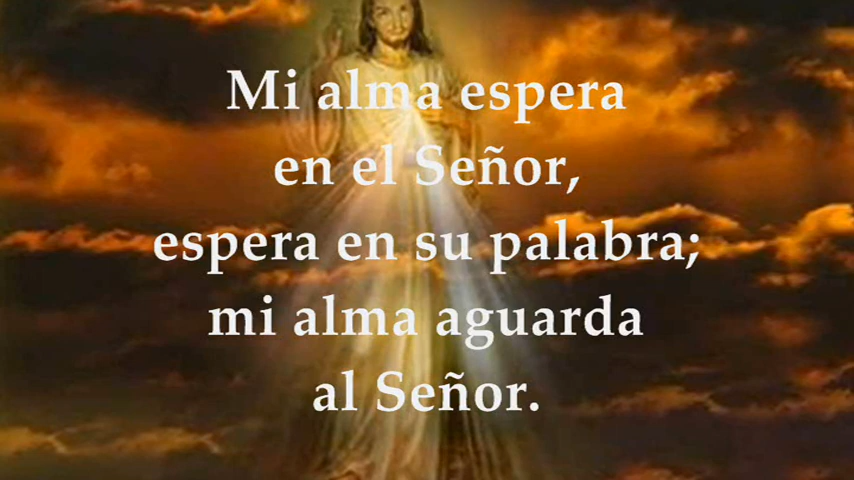 Mi alma espera
en el Señor,
espera en su palabra;
mi alma aguarda
al Señor.